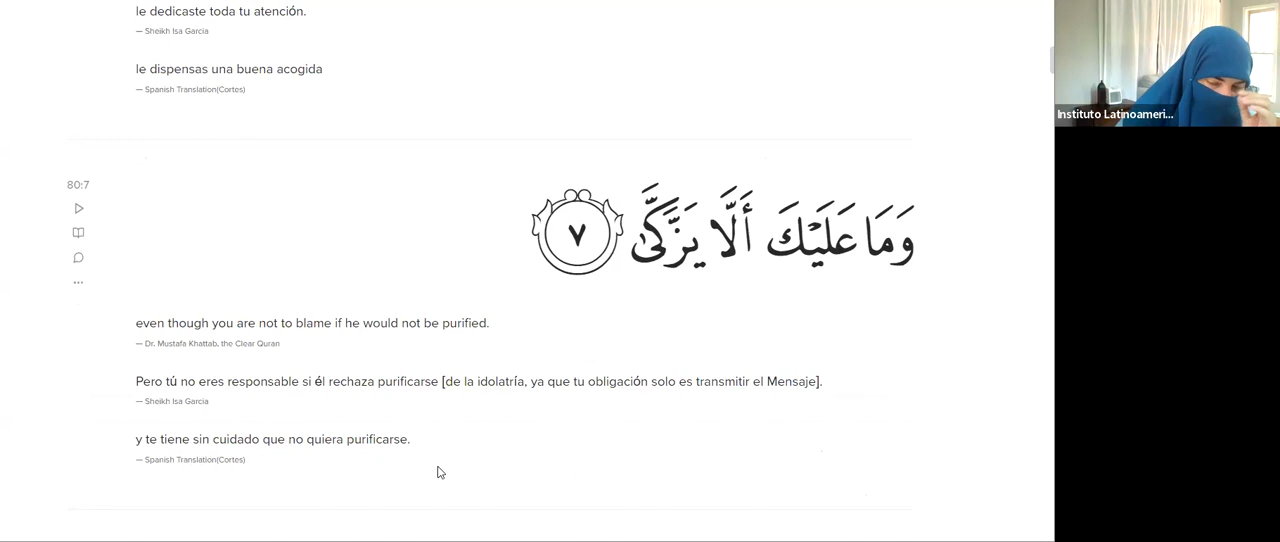 le dedicaste toda tu atención.
— Sheikh Isa Garcia
le dispensas una buena acogida
— Spanish Translation(Cortes)
80:7
وَمَا عَلَيْكَ أَلَّا يَزَّكَّىٰ ٧
even though you are not to blame if he would not be purified.
— Dr. Mustafa Khattab, the Clear Quran
Pero tú no eres responsable si él rechaza purificarse [de la idolatría, ya que tu obligación solo es transmitir el Mensaje].
— Sheikh Isa Garcia
y te tiene sin cuidado que no quiera purificarse.
— Spanish Translation(Cortes)
Instituto Latinoameri...